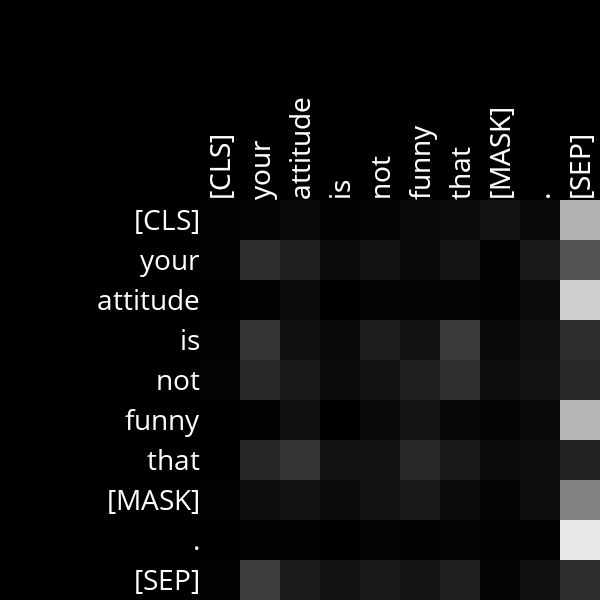 [CLS] your attitude is not funny that [MASK] . [SEP]
[CLS]
your
attitude
is
not
funny
that
[MASK]
.
[SEP]